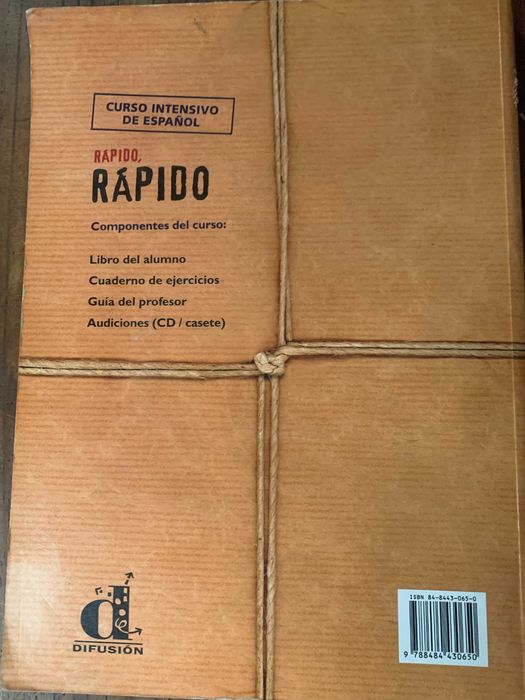 CURSO INTENSIVO
DE ESPAÑOL
RÁPIDO,
RÁPIDO
Componentes del curso:
Libro del alumno
Cuaderno de ejercicios
Guía del profesor
Audiciones (CD / casete)
d
DIFUSIÓN
ISBN 84-8443-065-0
9 788484 430650